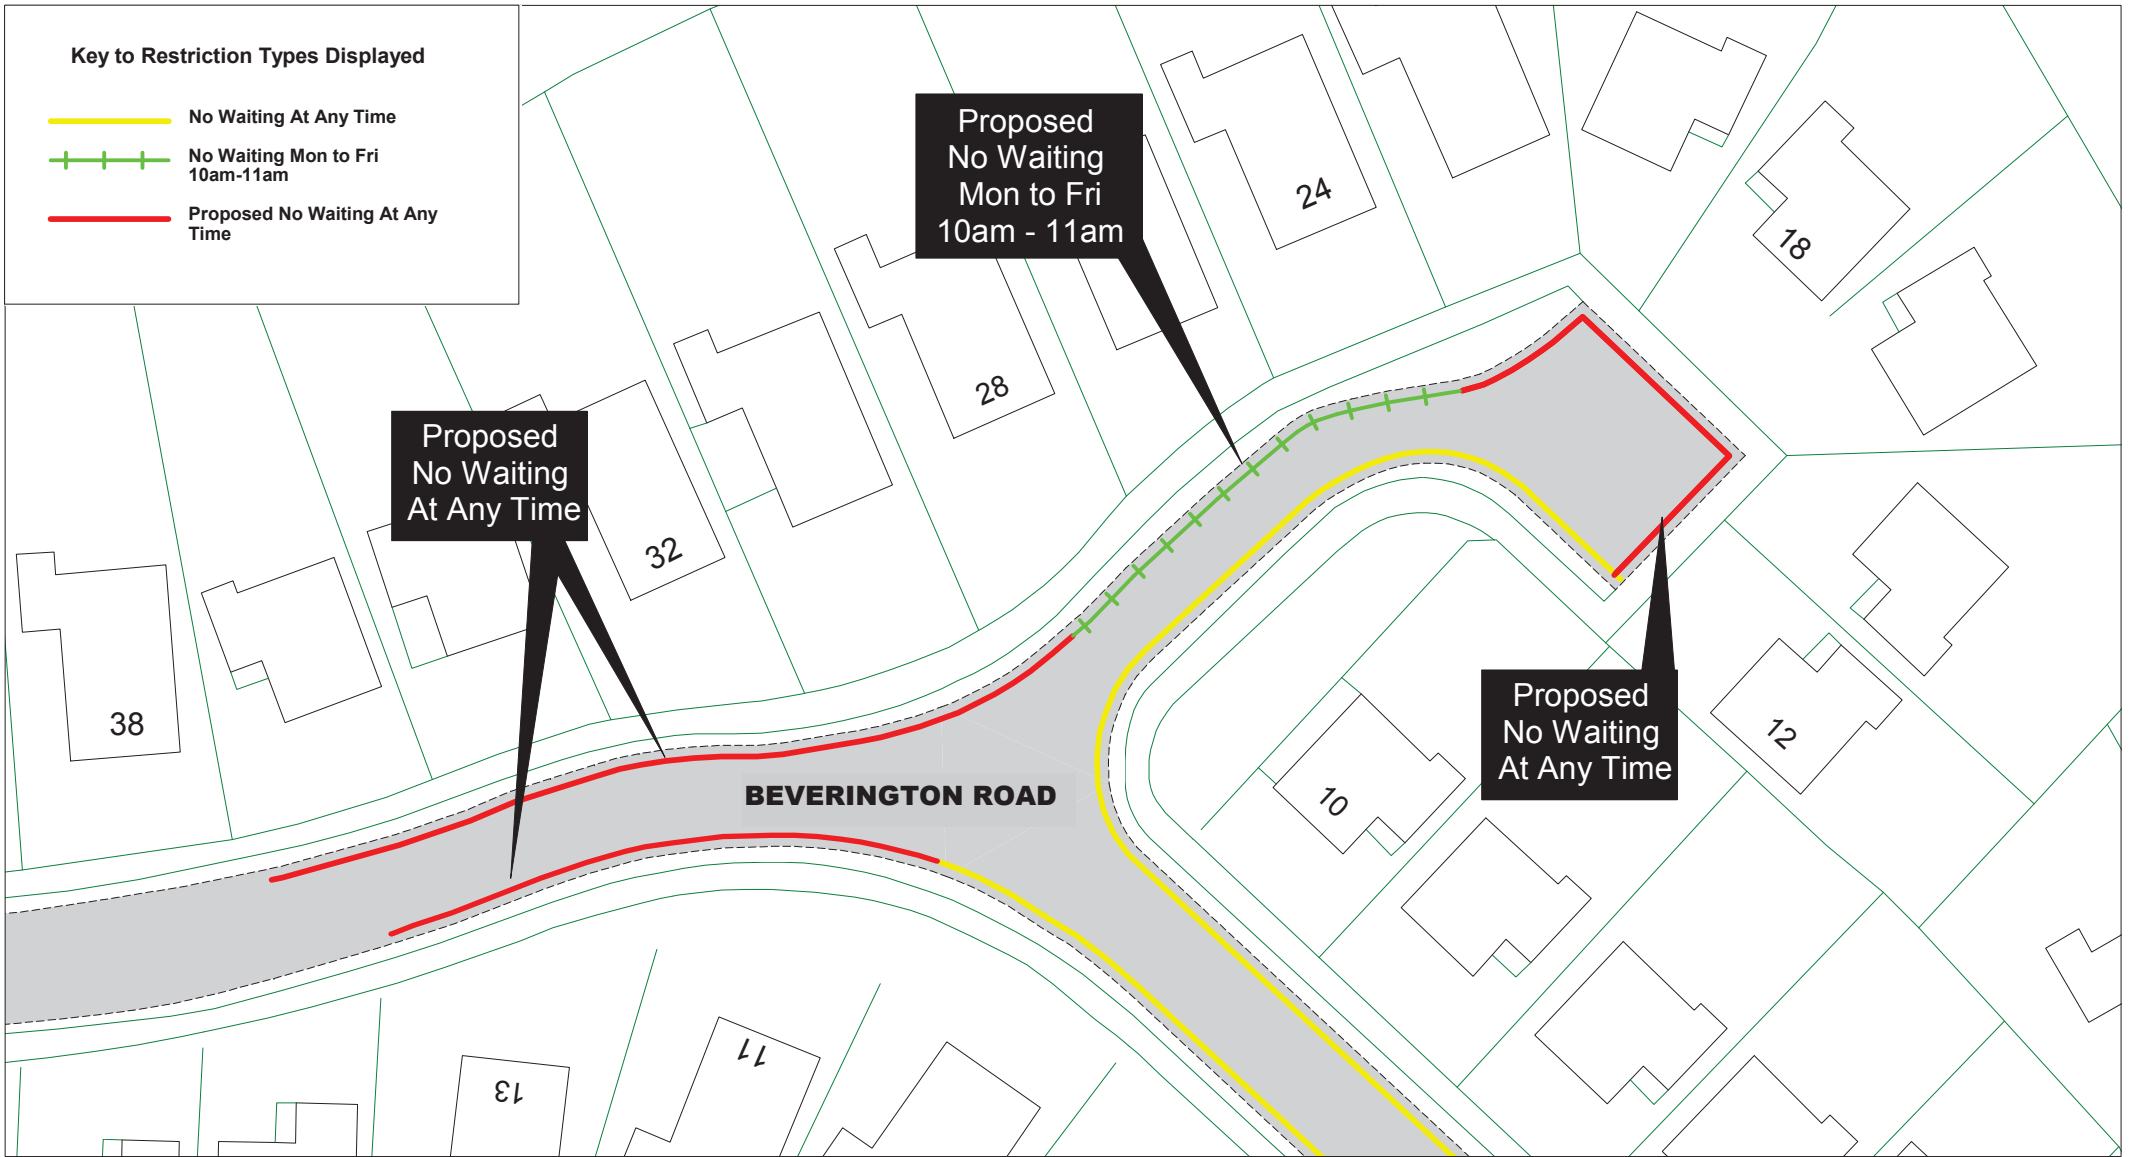 Key to Restriction Types Displayed
No Waiting At Any Time
No Waiting Mon to Fri
10am-11am
Proposed No Waiting At Any
Time
Proposed
No Waiting
Mon to Fri
10am - 11am
24
18
28
Proposed
No Waiting
At Any Time
32
38
Proposed
No Waiting
At Any Time
12
10
BEVERINGTON ROAD
11
13